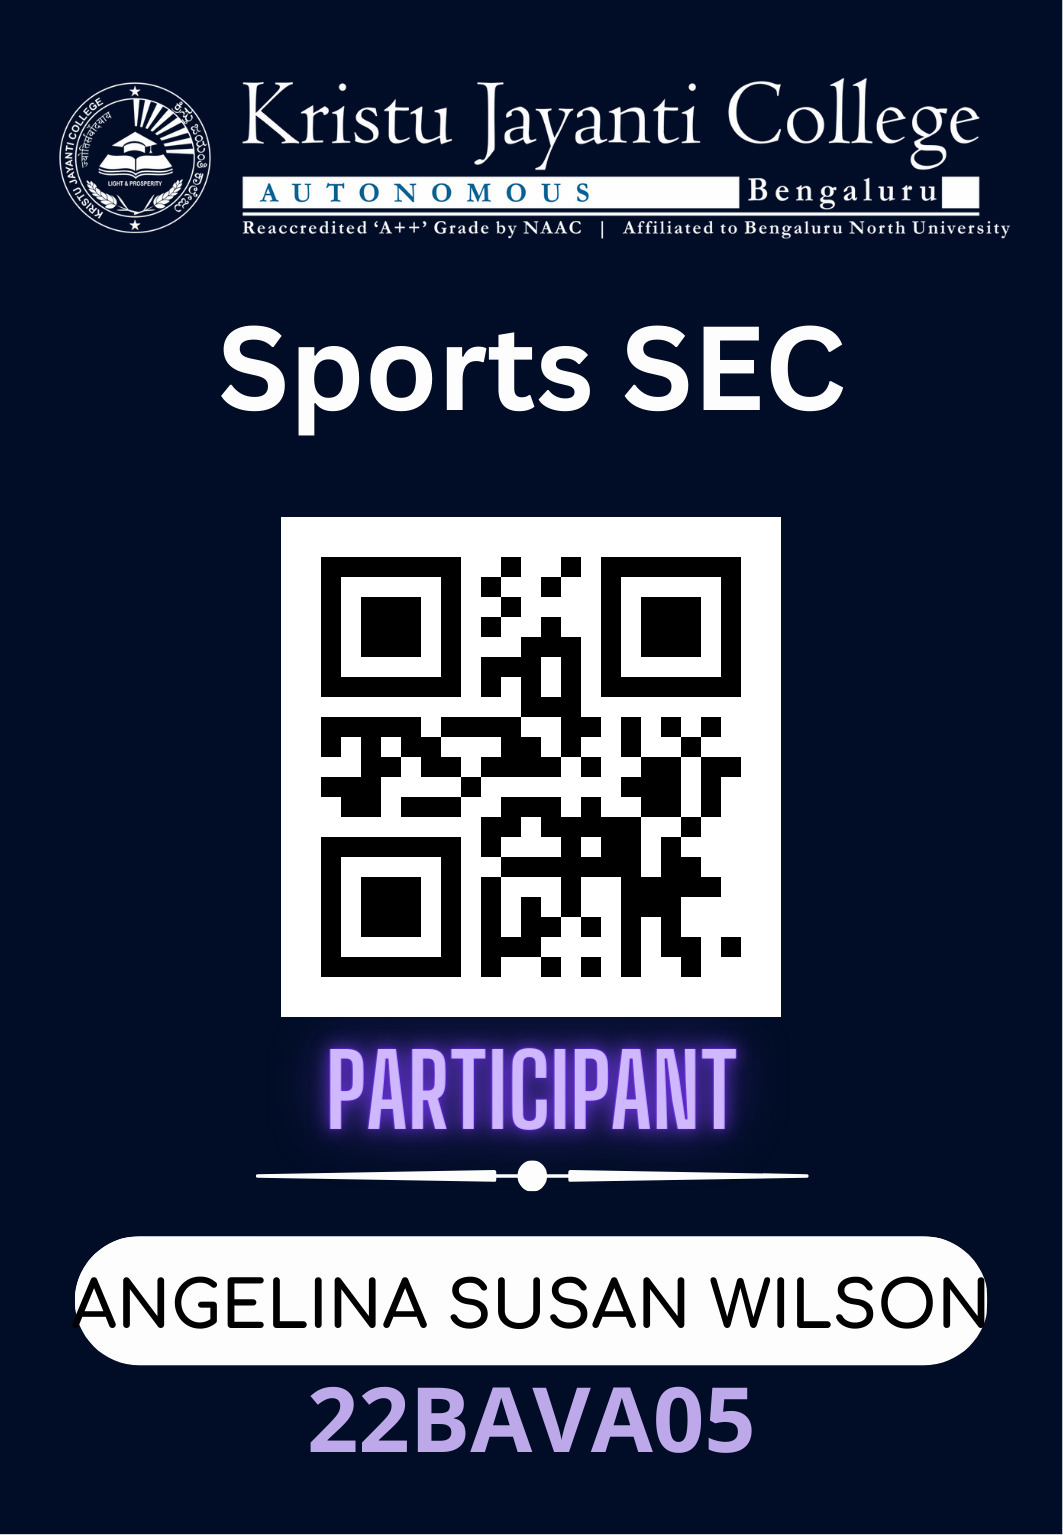 KRISTU JAYANTI COLLEGE
ಕ್ರಿಸ್ತು ಜಯಂತಿ ಕಾಲೇಜು
LIGHT & PROSPERITY
Kristu Jayanti College
AUTONOMOUS Bengaluru
Reaccredited ‘A++’ Grade by NAAC | Affiliated to Bengaluru North University
Sports SEC
PARTICIPANT
ANGELINA SUSAN WILSON
22BAVA05